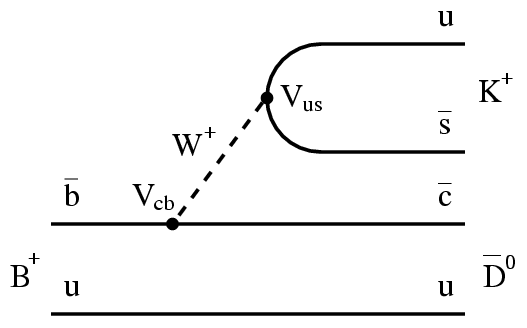 u
K⁺
V_us
s̅
W⁺
b̅ V_cb c̅
B⁺ D̅⁰
u u